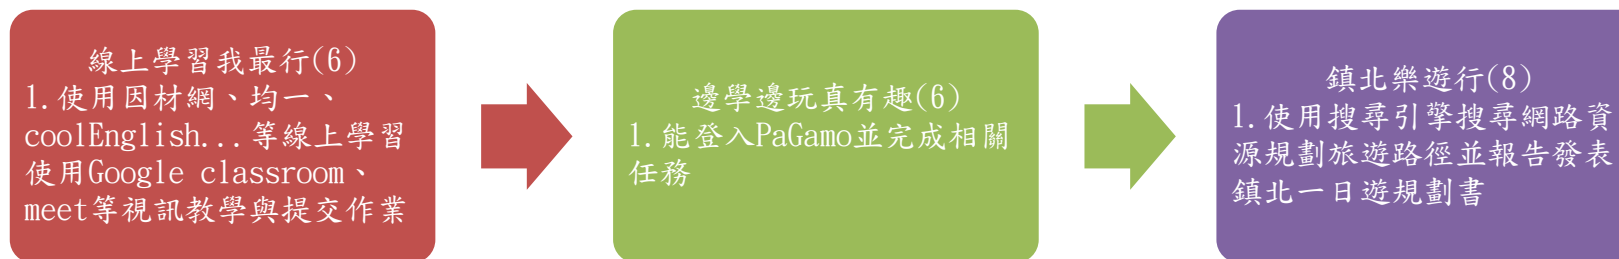 線上學習我最行(6)
1.使用因材網、均一、
coolEnglish...等線上學習
使用Google classroom、
meet等視訊教學與提交作業
邊學邊玩真有趣(6)
1.能登入PaGamo並完成相關
任務
鎮北樂遊行(8)
1.使用搜尋引擎搜尋網路資
源規劃旅遊路徑並報告發表
鎮北一日遊規劃書